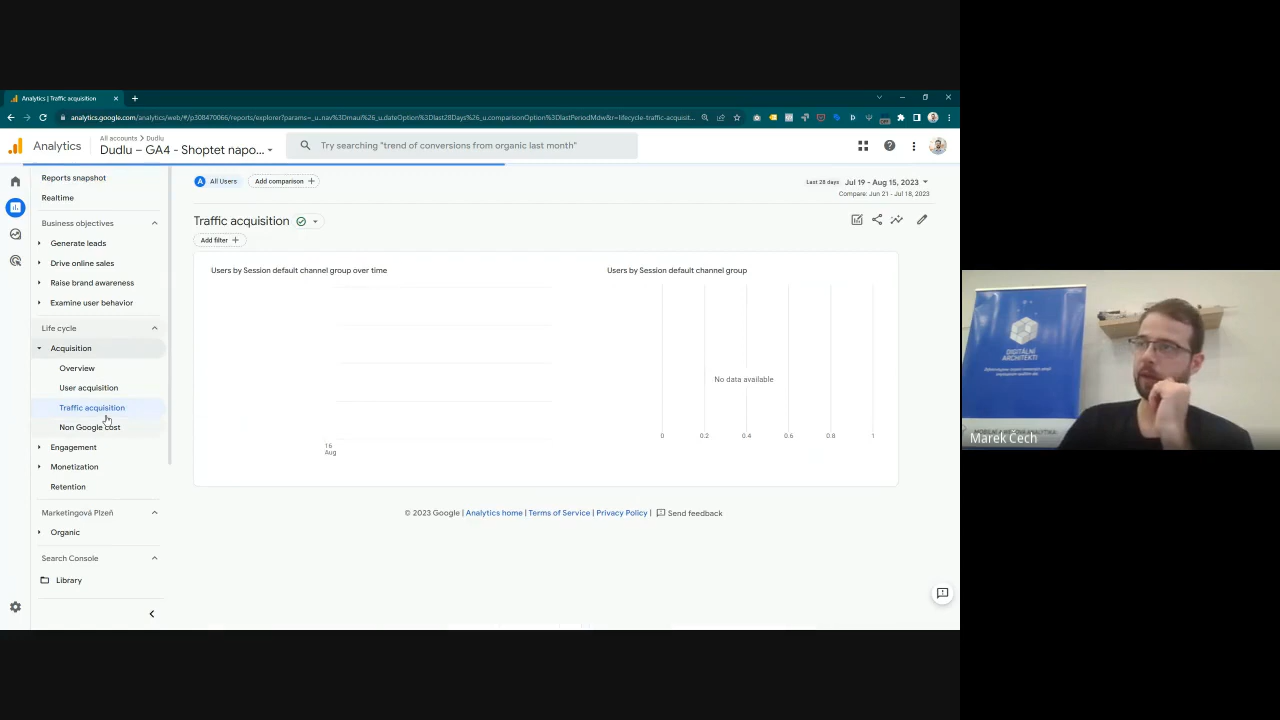 Analytics | Traffic acquisition
analytics.google.com/analytics/web/#/p308470066/reports/explorer?params=_u..nav%3Dmaui%26_u.dateOption%3Dlast28Days%26_u.comparisonOption%3DlastPeriodMdw&r=lifecycle-traffic-acquisit...
Analytics
All accounts > Dudlu
Dudlu – GA4 - Shoptet napo...
Try searching "trend of conversions from organic last month"
Reports snapshot
Realtime
Business objectives
Generate leads
Drive online sales
Raise brand awareness
Examine user behavior
Life cycle
Acquisition
Overview
User acquisition
Traffic acquisition
Non Google cost
Engagement
Monetization
Retention
Marketingová Plzeň
Organic
Search Console
Library
A All Users
Add comparison +
Last 28 days Jul 19 - Aug 15, 2023
Compare: Jun 21 - Jul 18, 2023
Traffic acquisition
Add filter +
Users by Session default channel group over time
16
Aug
Users by Session default channel group
No data available
0 0.2 0.4 0.6 0.8 1
© 2023 Google | Analytics home | Terms of Service | Privacy Policy | Send feedback
DIGITÁLNÍ
ARCHITEKTI
Marek Čech